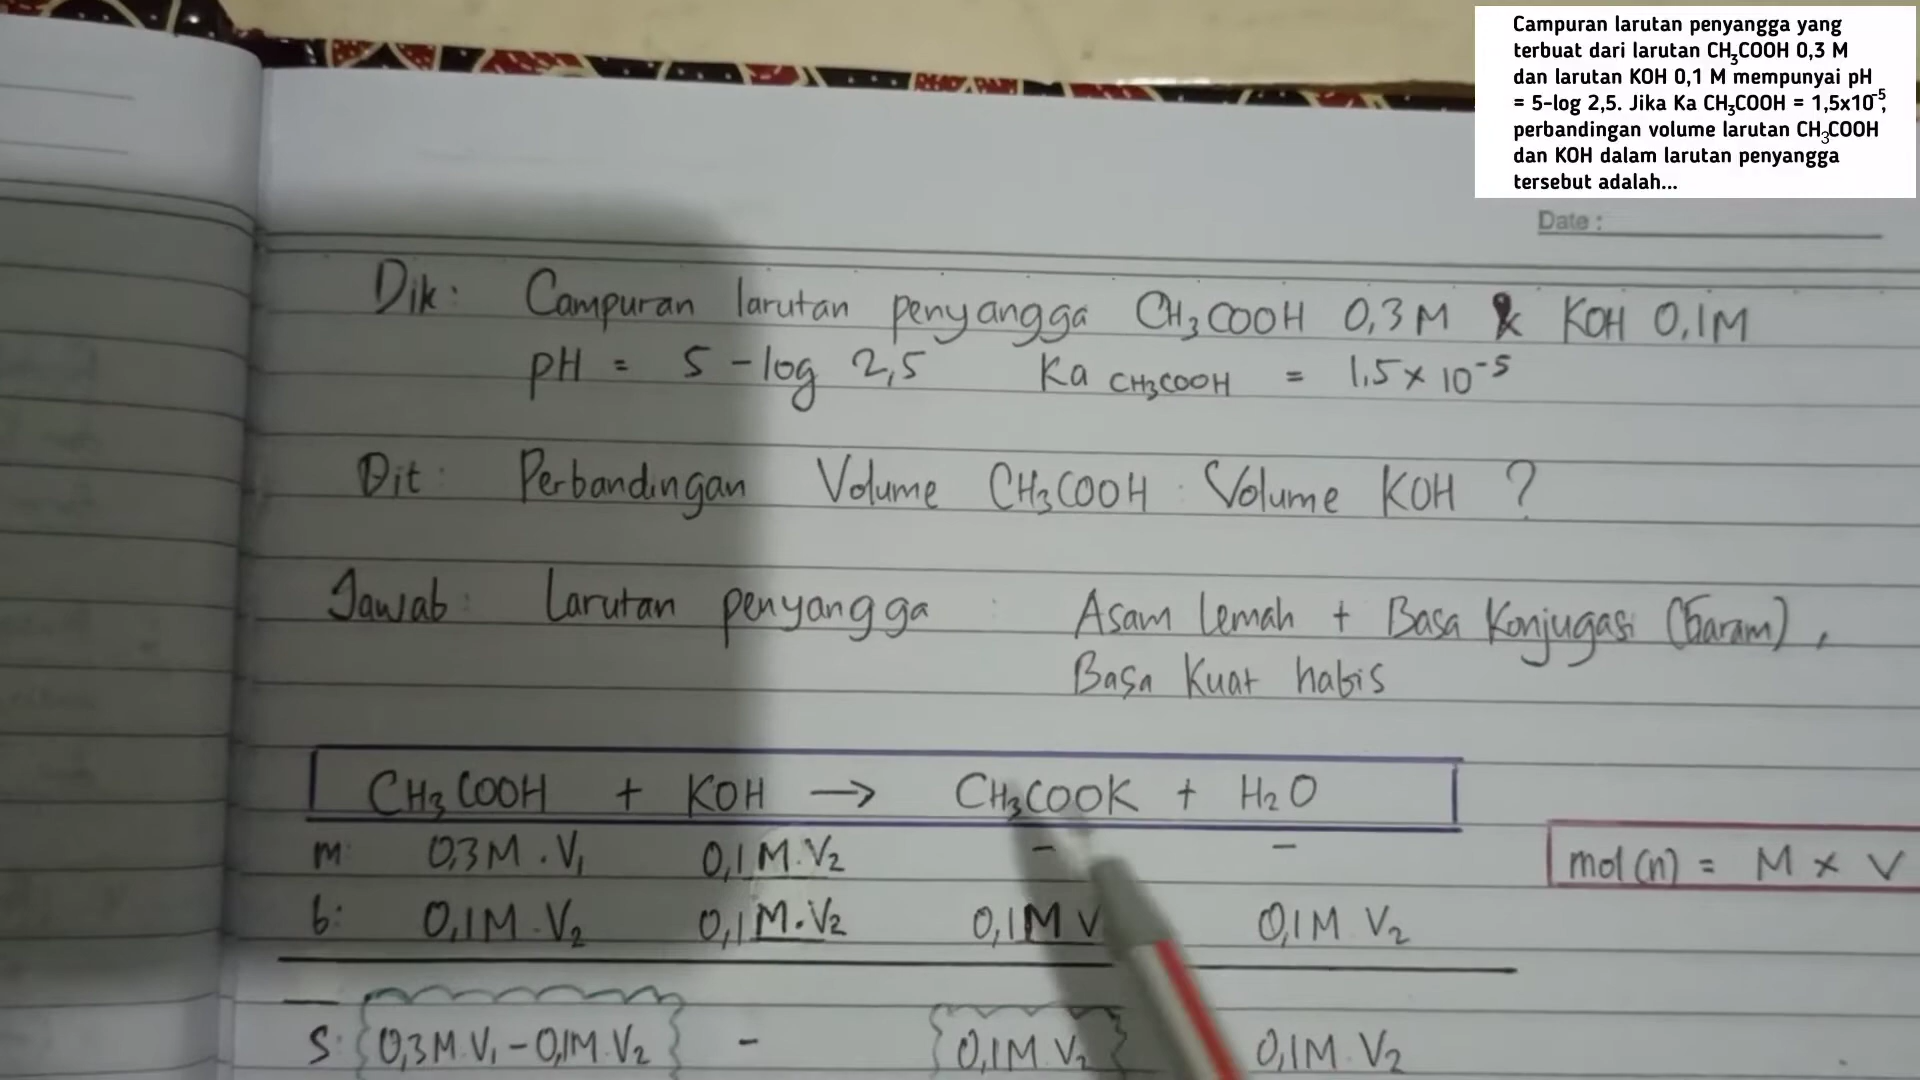 Campuran larutan penyangga yang
terbuat dari larutan CH₃COOH 0,3 M
dan larutan KOH 0,1 M mempunyai pH
= 5-log 2,5. Jika Ka CH₃COOH = 1,5x10⁻⁵,
perbandingan volume larutan CH₃COOH
dan KOH dalam larutan penyangga
tersebut adalah...
Date :
Dik: Campuran larutan penyangga CH₃COOH 0,3 M & KOH 0,1M
pH = 5 - log 2,5 Ka CH₃COOH = 1,5 x 10⁻⁵
Dit: Perbandingan Volume CH₃COOH : Volume KOH ?
Jawab: Larutan penyangga : Asam lemah + Basa Konjugasi (Garam),
Basa Kuat habis
CH₃COOH + KOH → CH₃COOK + H₂O
m: 0,3M . V₁ 0,1M.V₂ - -
b: 0,1M . V₂ 0,1M.V₂ 0,1M V 0,1M V₂
mol (n) = M x V
S: 0,3M.V₁ - 0,1M.V₂ - 0,1M.V₂ 0,1M.V₂